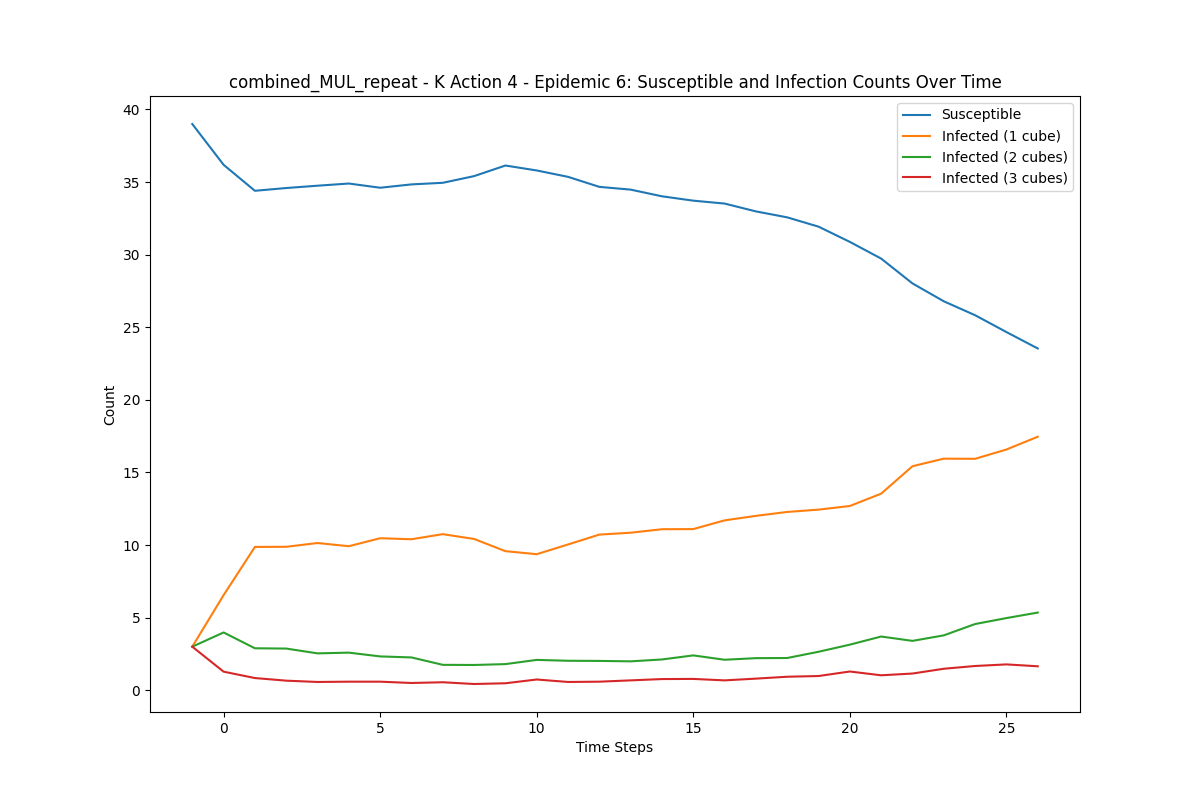 combined_MUL_repeat - K Action 4 - Epidemic 6: Susceptible and Infection Counts Over Time
Susceptible
Infected (1 cube)
Infected (2 cubes)
Infected (3 cubes)
Count
40
35
30
25
20
15
10
5
0
0 5 10 15 20 25
Time Steps